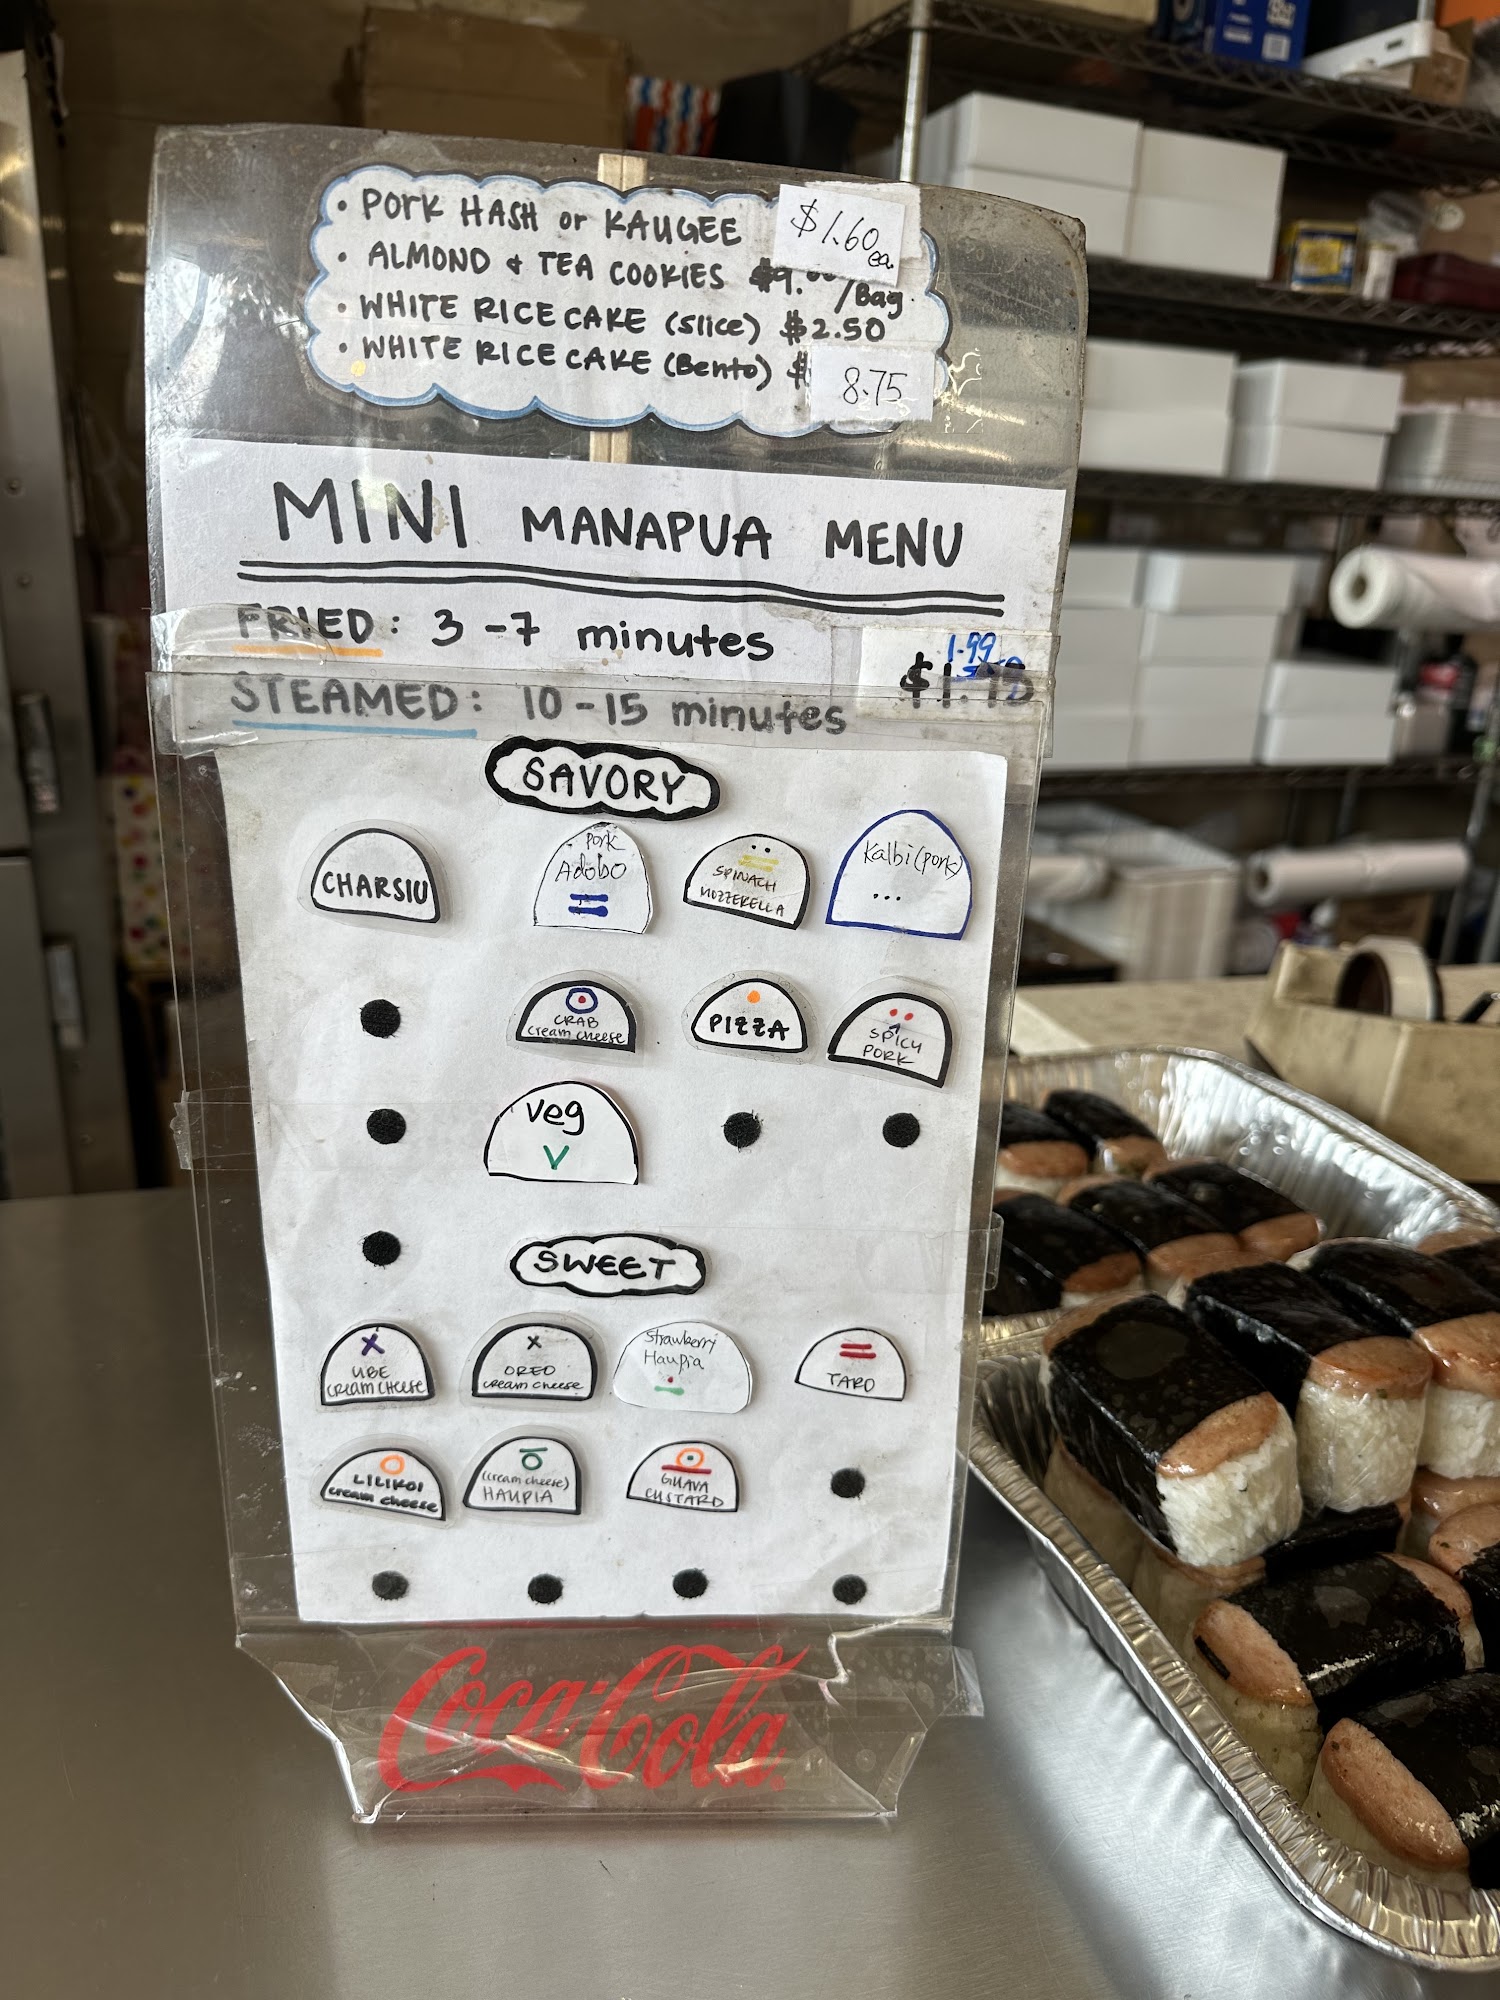 • PORK HASH or KAUGEE $1.60 ea.
• ALMOND & TEA COOKIES $9.00/Bag.
• WHITE RICE CAKE (Slice) $2.50
• WHITE RICE CAKE (Bento) $8.75
MINI MANAPUA MENU
FRIED: 3-7 minutes
1.99
STEAMED: 10-15 minutes
SAVORY
CHARSIU
Pork
Adobo
SPINACH
MOZZERELLA
Kalbi (pork)
...
CRAB
cream cheese
PIZZA
SPICY
PORK
Veg
V
SWEET
X
UBE
cream cheese
X
OREO
cream cheese
Strawberry
Haupia
TARO
LILIKOI
cream cheese
(cream cheese)
HAUPIA
GUAVA
CUSTARD
Coca-Cola